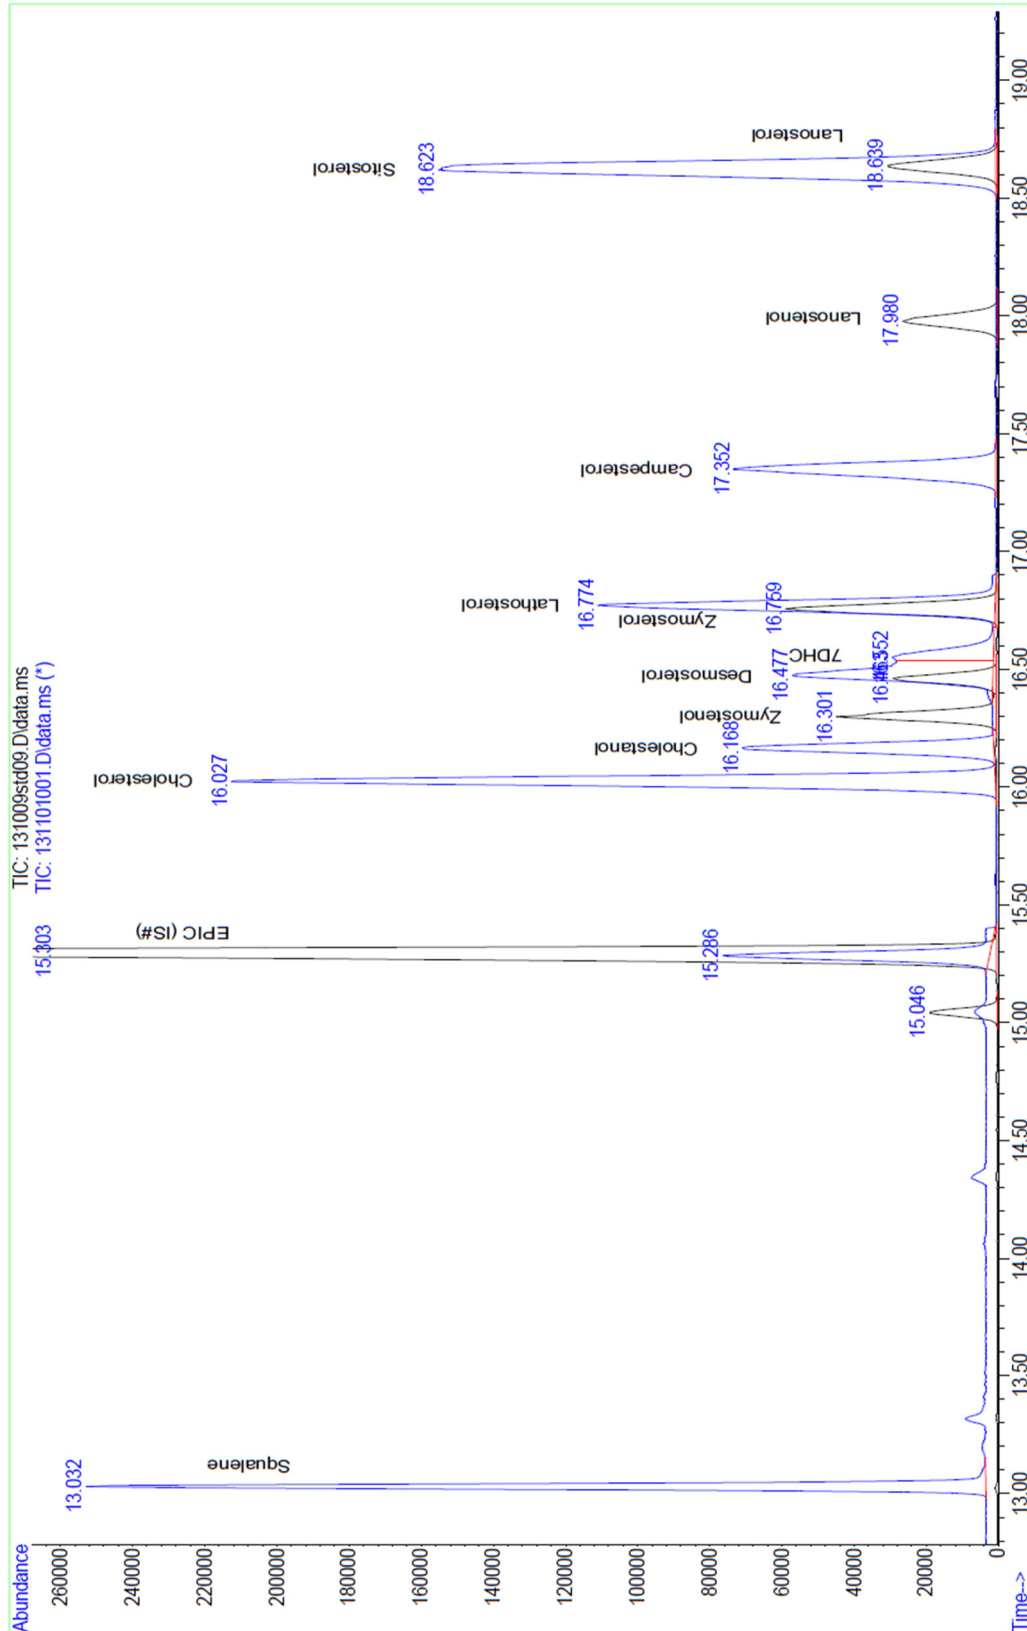 Abundance
TIC: 131009std09.D\data.ms
TIC: 131101001.D\data.ms (*)
260000
240000
220000
200000
180000
160000
140000
120000
100000
80000
60000
40000
20000
0
Time-->
13.00
13.50
14.00
14.50
15.00
15.50
16.00
16.50
17.00
17.50
18.00
18.50
19.00
13.032
Squalene
15.046
15.303
EPIC (IS#)
15.286
Cholesterol
16.027
Cholestanol
16.168
Zymostenol
16.301
Desmosterol
16.477
7DHC
16.552
Lathosterol
16.774
Zymosterol
16.759
Campesterol
17.352
Lanostenol
17.980
Sitosterol
18.623
Lanosterol
18.639